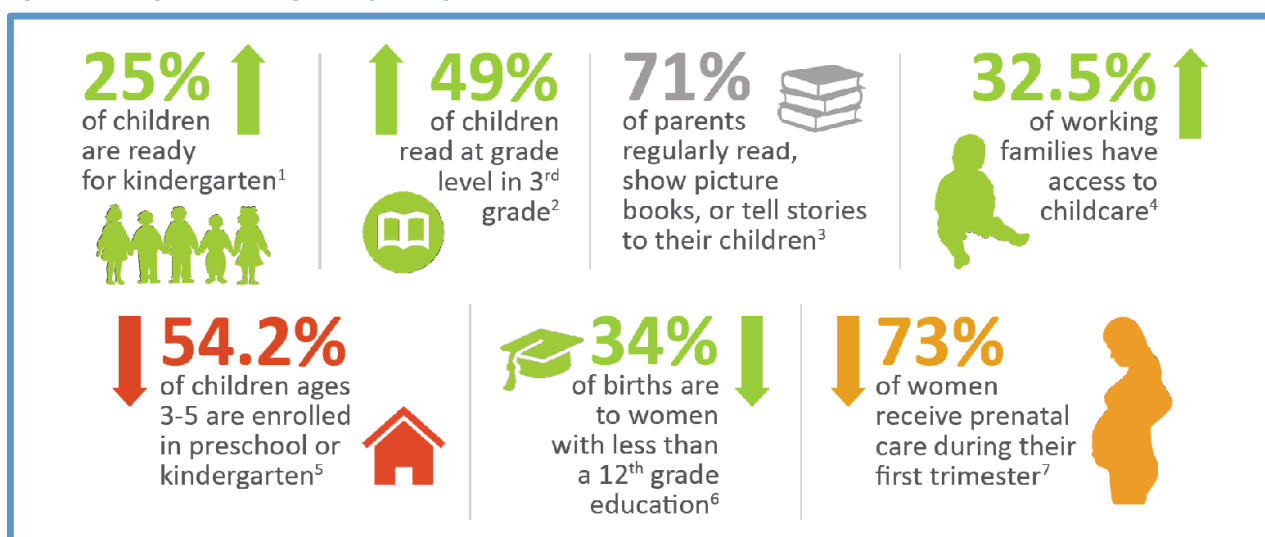 25%
of children
are ready
for kindergarten¹
49%
of children
read at grade
level in 3ʳᵈ
grade²
71%
of parents
regularly read,
show picture
books, or tell stories
to their children³
32.5%
of working
families have
access to
childcare⁴
54.2%
of children ages
3-5 are enrolled
in preschool or
kindergarten⁵
34%
of births are
to women
with less than
a 12ᵗʰ grade
education⁶
73%
of women
receive prenatal
care during their
first trimester⁷